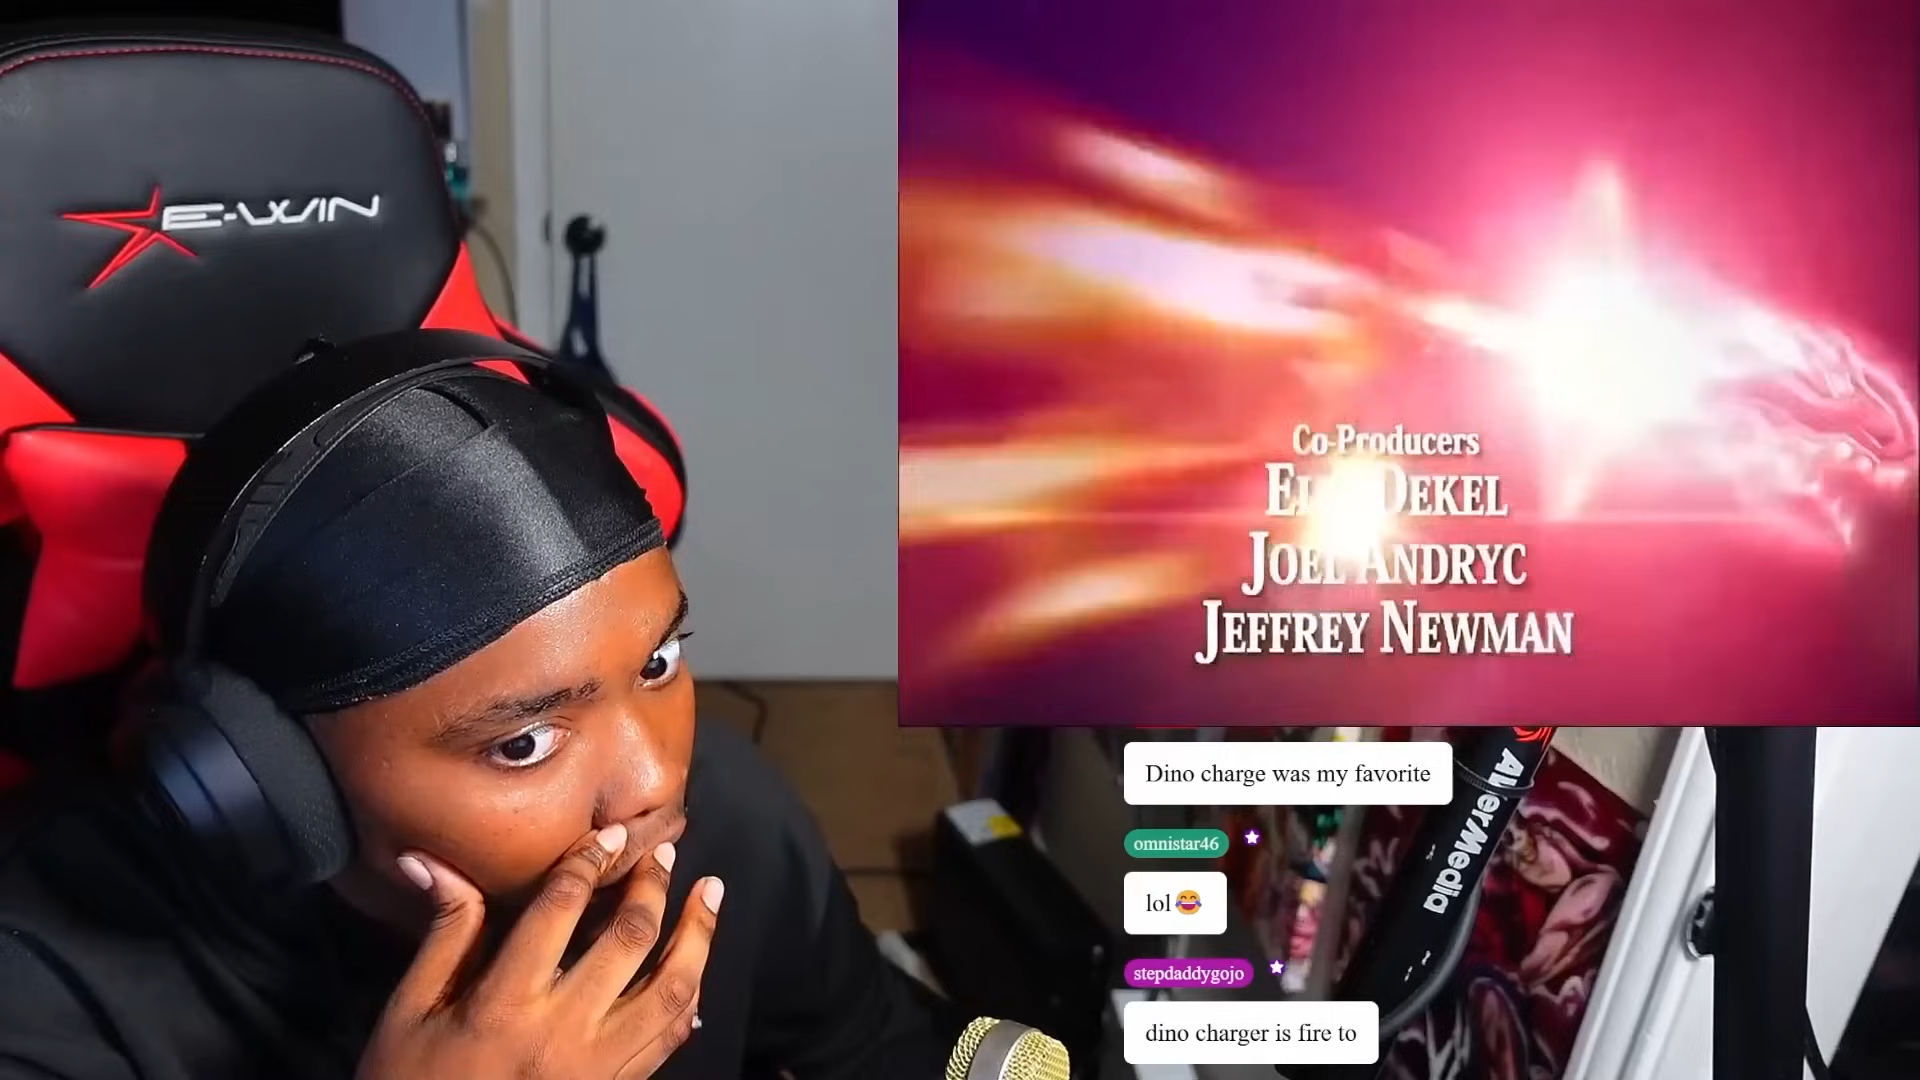 E-WIN
Co-Producers
DEKEL
JOEL ANDRYC
JEFFREY NEWMAN
Dino charge was my favorite
omnistar46
lol😂
stepdaddygojo
dino charger is fire to
AVerMedia